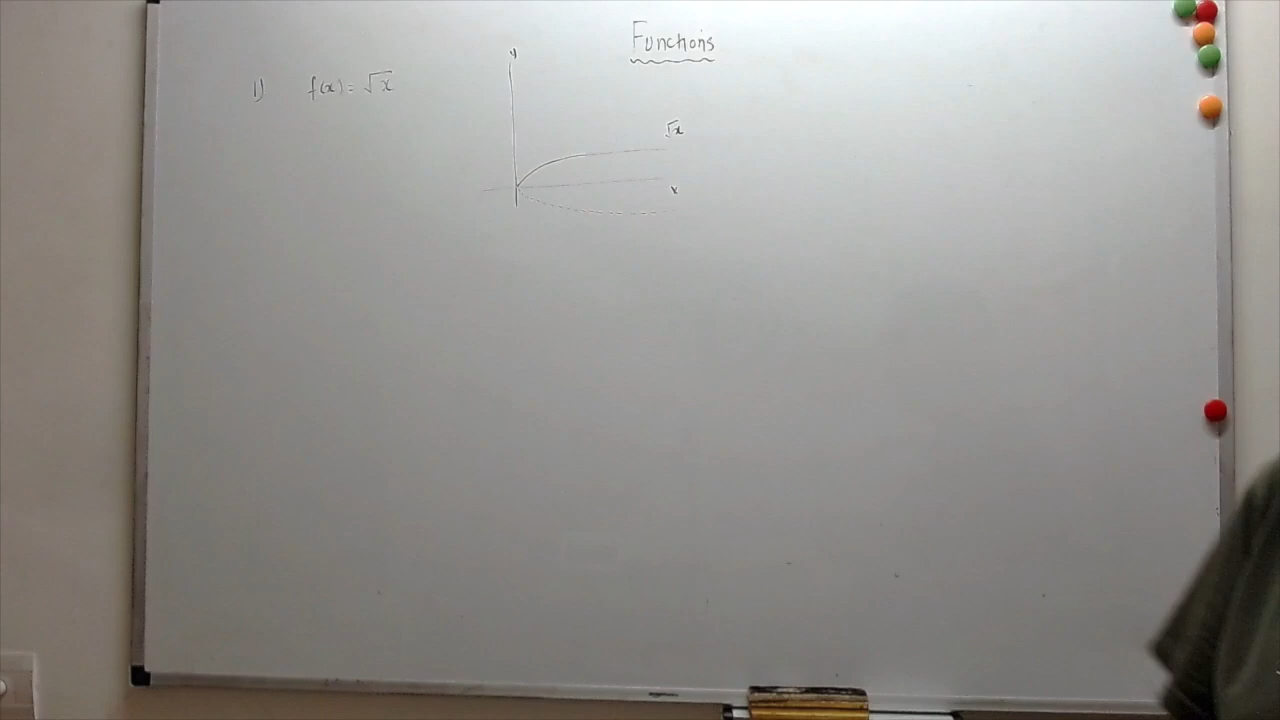 Functions
1) f(x) = √x
y
√x
x